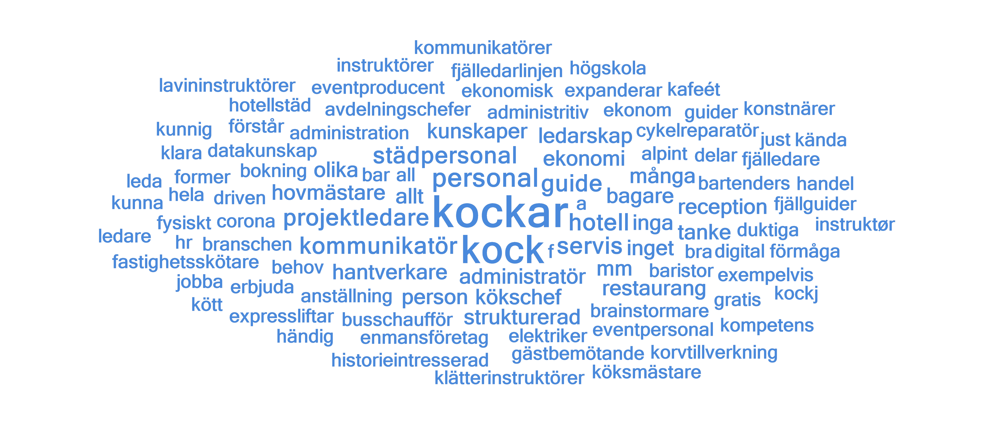 kommunikatörer
instruktörer fjälledarlinjen högskola
lavininstruktörer eventproducent ekonomisk expanderar kafeét
hotellstäd avdelningschefer administritiv ekonom guider konstnärer
kunnig förstår administration kunskaper ledarskap cykelreparatör just kända
klara datakunskap städpersonal ekonomi alpint delar fjälledare
leda former bokning olika bar all personal guide många bartenders handel
kunna hela driven hovmästare allt kockar a bagare reception fjällguider
fysiskt corona projektledare hotell inga tanke duktiga instruktør
ledare hr branschen kommunikatör kock f servis inget bra digital förmåga
fastighetsskötare behov hantverkare administratör mm baristor exempelvis
jobba erbjuda anställning person kökschef restaurang gratis kockj
kött expressliftar busschaufför strukturerad brainstormare kompetens
händig enmansföretag elektriker eventpersonal
historieintresserad gästbemötande korvtillverkning
klätterinstruktörer köksmästare